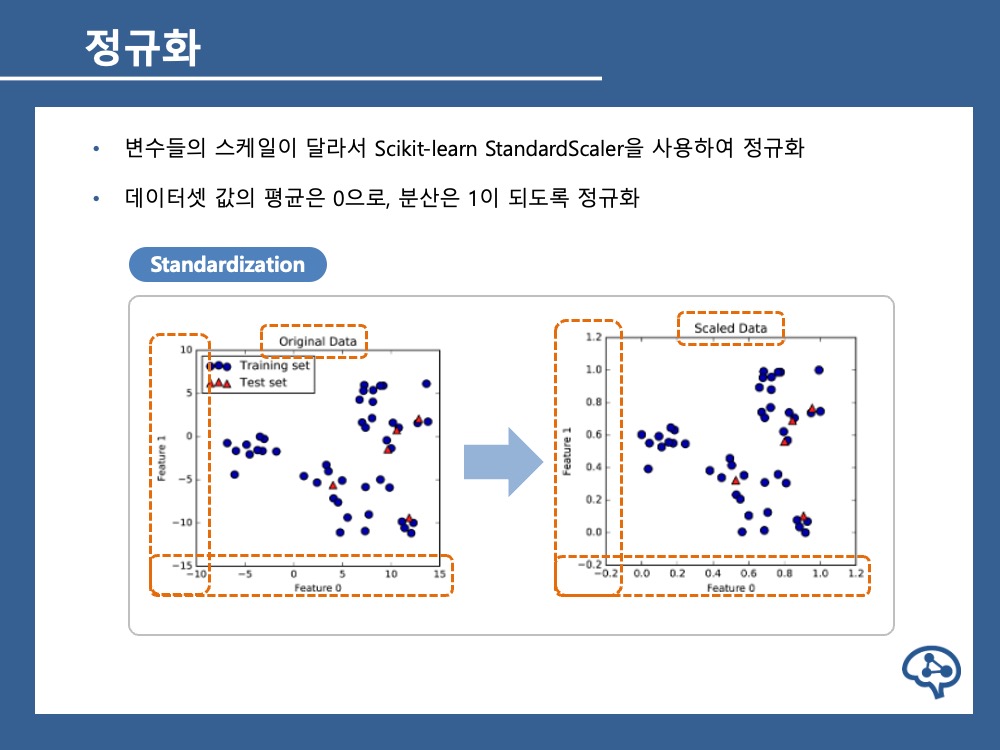 정규화
• 변수들의 스케일이 달라서 Scikit-learn StandardScaler을 사용하여 정규화
• 데이터셋 값의 평균은 0으로, 분산은 1이 되도록 정규화
Standardization
Original Data
Training set
Test set
10
5
0
−5
−10
−15
Feature 1
−10 −5 0 5 10 15
Feature 0
Scaled Data
1.2
1.0
0.8
0.6
0.4
0.2
0.0
−0.2
Feature 1
−0.2 0.0 0.2 0.4 0.6 0.8 1.0 1.2
Feature 0